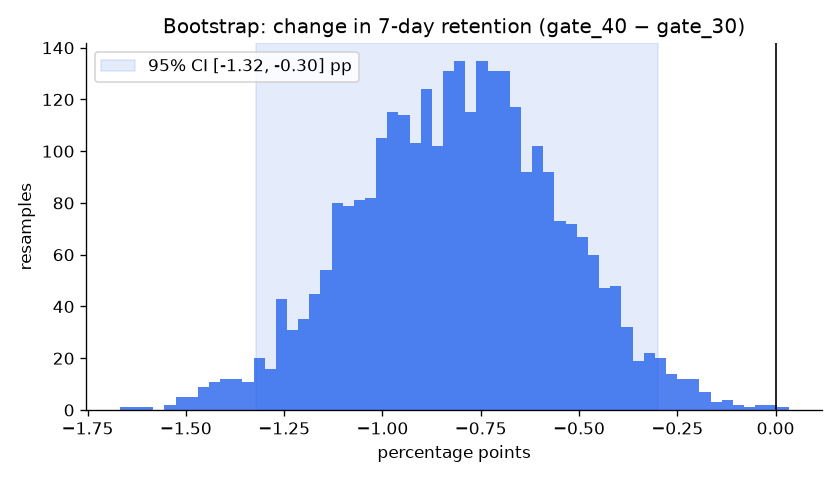 Bootstrap: change in 7-day retention (gate_40 − gate_30)
95% CI [-1.32, -0.30] pp
140
120
100
80
60
40
20
0
resamples
−1.75 −1.50 −1.25 −1.00 −0.75 −0.50 −0.25 0.00
percentage points